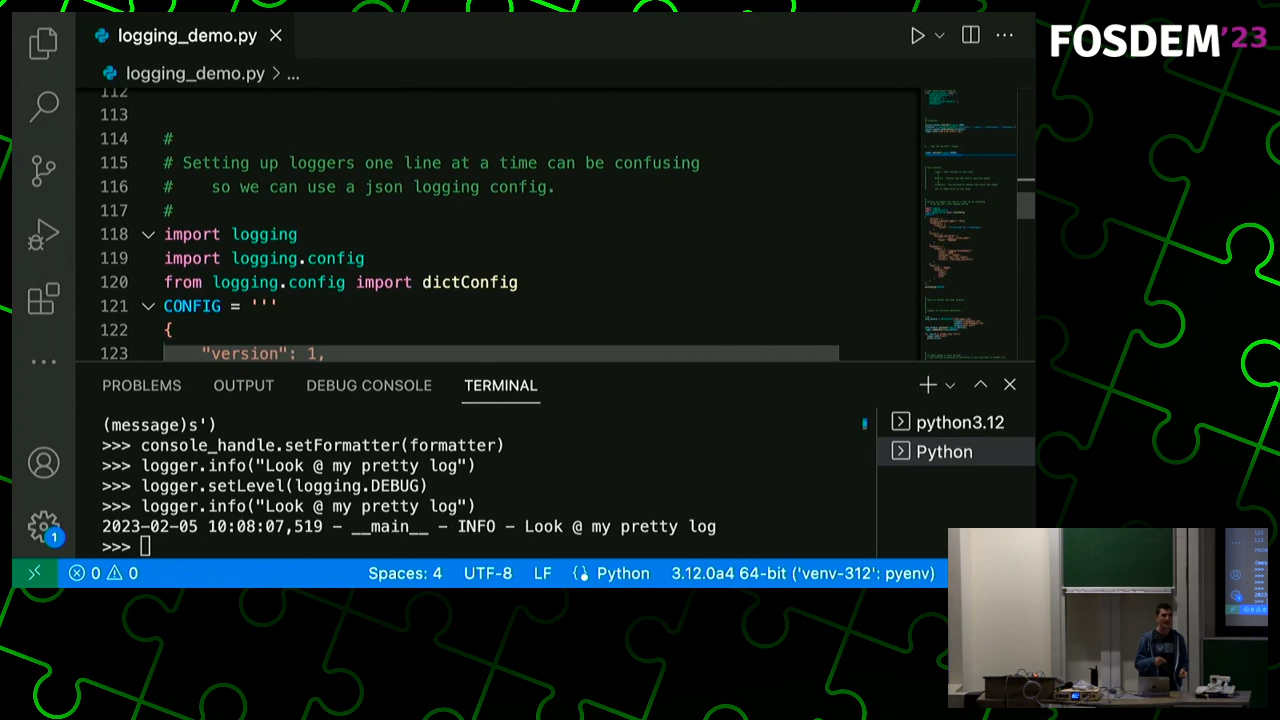 logging_demo.py
FOSDEM'23
logging_demo.py > ...
112
113
114 #
115 # Setting up loggers one line at a time can be confusing
116 #    so we can use a json logging config.
117 #
118 import logging
119 import logging.config
120 from logging.config import dictConfig
121 CONFIG = '''
122 {
123     "version": 1,
PROBLEMS OUTPUT DEBUG CONSOLE TERMINAL
(message)s')
>>> console_handle.setFormatter(formatter)
>>> logger.info("Look @ my pretty log")
>>> logger.setLevel(logging.DEBUG)
>>> logger.info("Look @ my pretty log")
2023-02-05 10:08:07,519 - __main__ - INFO - Look @ my pretty log
>>>
python3.12
Python
1
0 0 Spaces: 4 UTF-8 LF Python 3.12.0a4 64-bit ('venv-312': pyenv)